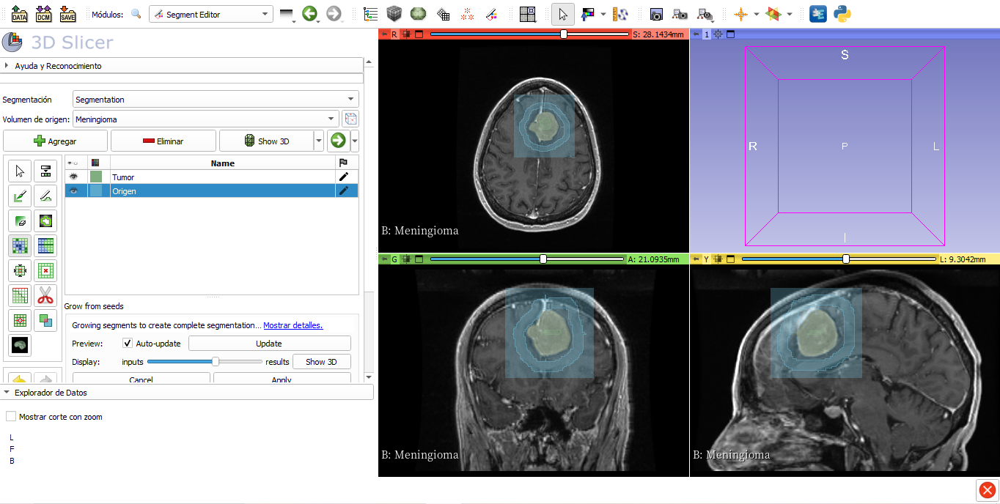 DATA DCM SAVE Módulos: Segment Editor
3D Slicer
Ayuda y Reconocimiento
Segmentación Segmentation
Volumen de origen: Meningioma
Agregar Eliminar Show 3D
Name
Tumor
Origen
Grow from seeds
Growing segments to create complete segmentation... Mostrar detalles.
Preview: Auto-update Update
Display: inputs results Show 3D
Cancel Apply
Explorador de Datos
Mostrar corte con zoom
L
F
B
R S: 28.1434mm
B: Meningioma
1
S
R P L
I
G A: 21.0935mm
B: Meningioma
Y L: 9.3042mm
B: Meningioma